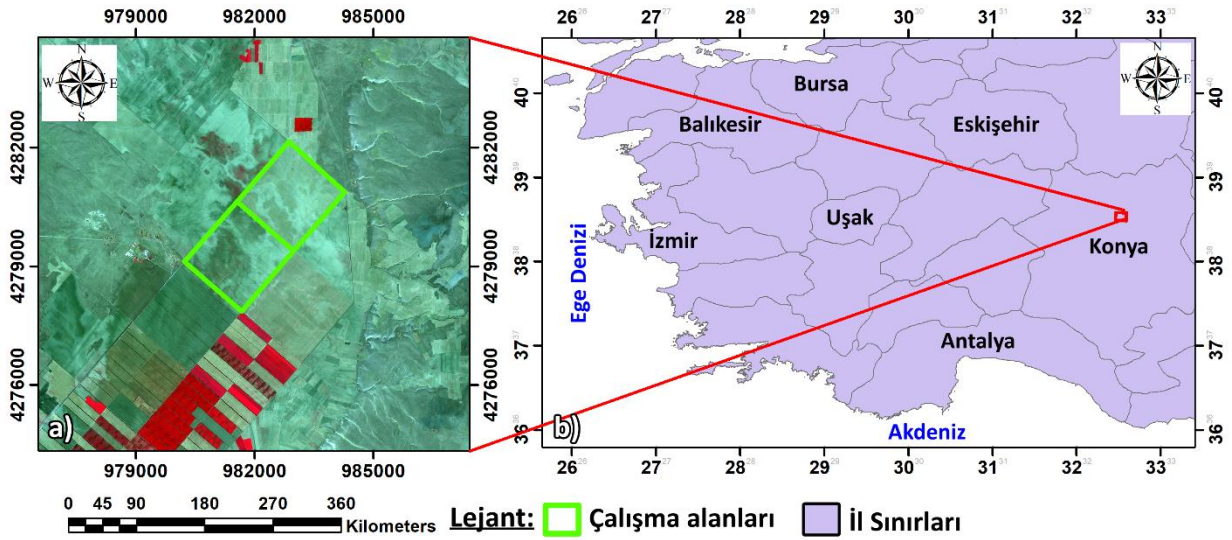 979000 982000 985000
N
W E
S
4282000
4279000
4276000
4282000
4279000
4276000
a)
979000 982000 985000
26 27 28 29 30 31 32 33
40
39
38
37
36
40
39
38
37
36
N
W E
S
Bursa
Balıkesir
Eskişehir
Uşak
İzmir
Konya
Antalya
Ege Denizi
Akdeniz
b)
26 27 28 29 30 31 32 33
0 45 90 180 270 360
Kilometers
Lejant: Çalışma alanları İl Sınırları